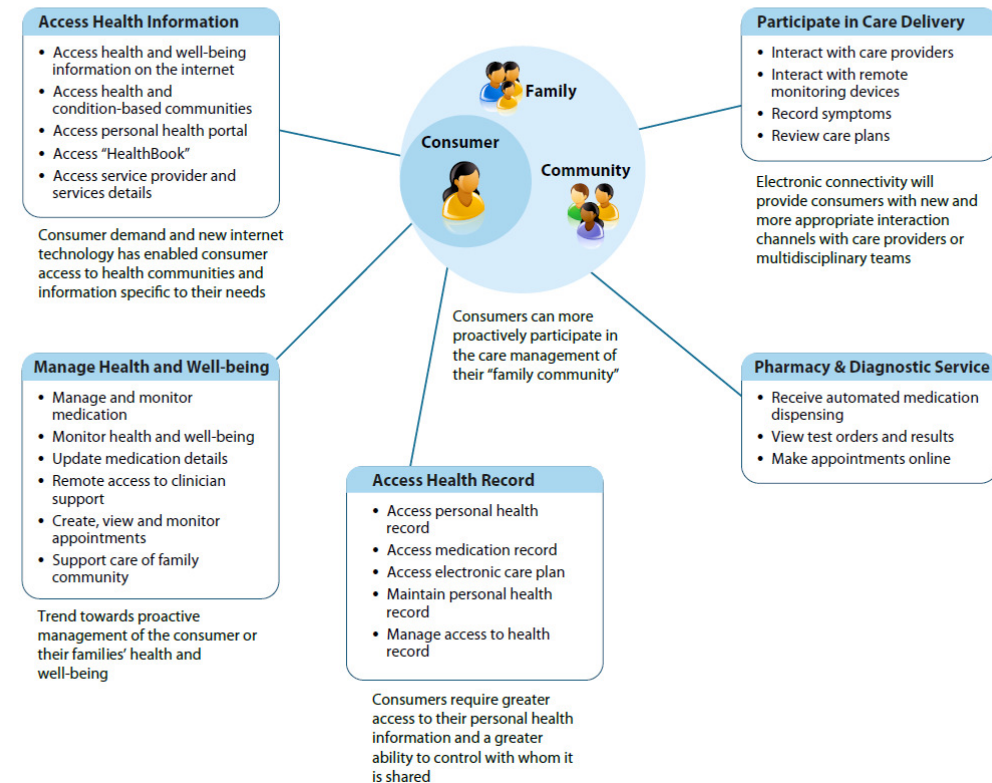 Access Health Information
• Access health and well-being
information on the internet
• Access health and
condition-based communities
• Access personal health portal
• Access “HealthBook”
• Access service provider and
services details
Consumer demand and new internet
technology has enabled consumer
access to health communities and
information specific to their needs
Family
Consumer
Community
Consumers can more
proactively participate in
the care management of
their “family community”
Participate in Care Delivery
• Interact with care providers
• Interact with remote
monitoring devices
• Record symptoms
• Review care plans
Electronic connectivity will
provide consumers with new and
more appropriate interaction
channels with care providers or
multidisciplinary teams
Manage Health and Well-being
• Manage and monitor
medication
• Monitor health and well-being
• Update medication details
• Remote access to clinician
support
• Create, view and monitor
appointments
• Support care of family
community
Trend towards proactive
management of the consumer or
their families’ health and
well-being
Access Health Record
• Access personal health
record
• Access medication record
• Access electronic care plan
• Maintain personal health
record
• Manage access to health
record
Consumers require greater
access to their personal health
information and a greater
ability to control with whom it
is shared
Pharmacy & Diagnostic Service
• Receive automated medication
dispensing
• View test orders and results
• Make appointments online